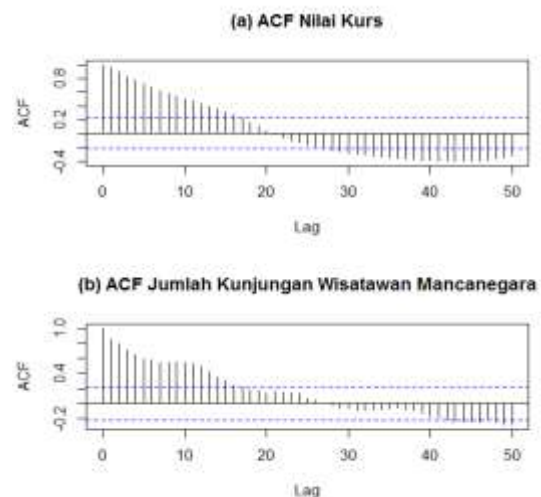 (a) ACF Nilai Kurs
ACF
0.8
0.2
-0.4
0 10 20 30 40 50
Lag
(b) ACF Jumlah Kunjungan Wisatawan Mancanegara
ACF
1.0
0.4
-0.2
0 10 20 30 40 50
Lag